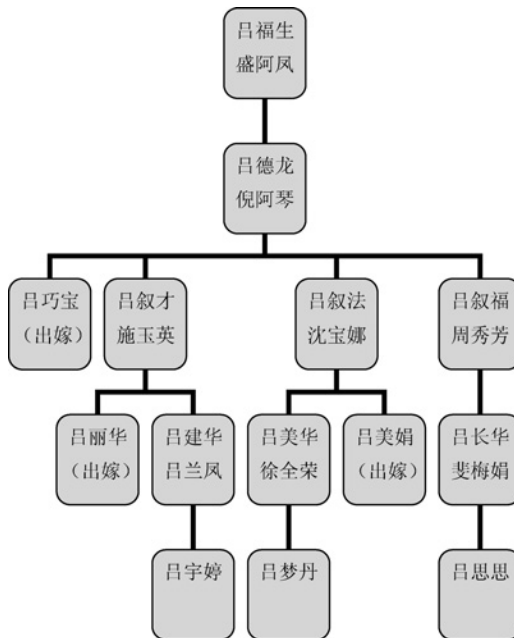 吕福生
盛阿凤
吕德龙
倪阿琴
吕巧宝
（出嫁）
吕叙才
施玉英
吕叙法
沈宝娜
吕叙福
周秀芳
吕丽华
（出嫁）
吕建华
吕兰凤
吕美华
徐全荣
吕美娟
（出嫁）
吕长华
斐梅娟
吕宇婷
吕梦丹
吕思思